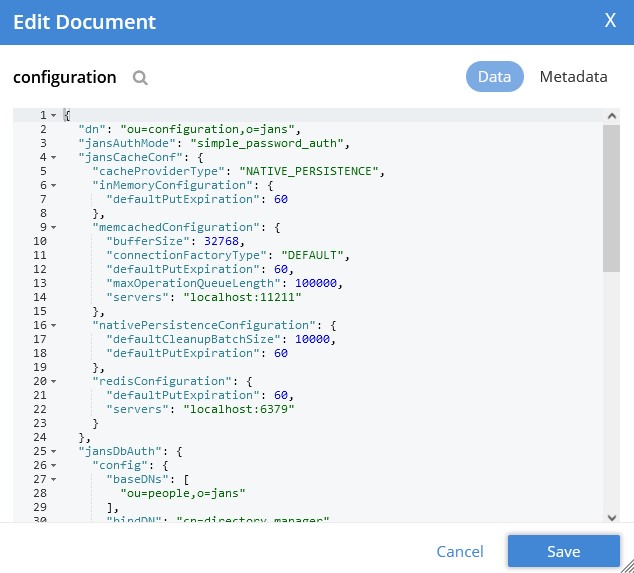 Edit Document X
configuration Data Metadata
1 {
2 "dn": "ou=configuration,o=jans",
3 "jansAuthMode": "simple_password_auth",
4 "jansCacheConf": {
5 "cacheProviderType": "NATIVE_PERSISTENCE",
6 "inMemoryConfiguration": {
7 "defaultPutExpiration": 60
8 },
9 "memcachedConfiguration": {
10 "bufferSize": 32768,
11 "connectionFactoryType": "DEFAULT",
12 "defaultPutExpiration": 60,
13 "maxOperationQueueLength": 100000,
14 "servers": "localhost:11211"
15 },
16 "nativePersistenceConfiguration": {
17 "defaultCleanupBatchSize": 10000,
18 "defaultPutExpiration": 60
19 },
20 "redisConfiguration": {
21 "defaultPutExpiration": 60,
22 "servers": "localhost:6379"
23 }
24 },
25 "jansDbAuth": {
26 "config": {
27 "baseDNs": [
28 "ou=people,o=jans"
29 ],
30 "bindDN": "cn=directory manager"
Cancel Save